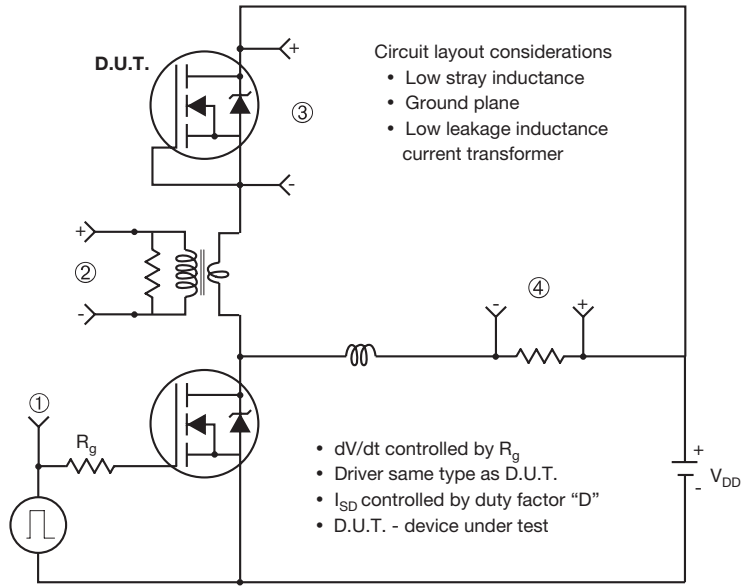 D.U.T.
+
Circuit layout considerations
• Low stray inductance
• Ground plane
• Low leakage inductance
current transformer
③
-
+
②
-
-
④
+
①
R<sub>g</sub>
• dV/dt controlled by R<sub>g</sub>
• Driver same type as D.U.T.
• I<sub>SD</sub> controlled by duty factor “D”
• D.U.T. - device under test
+
V<sub>DD</sub>
-